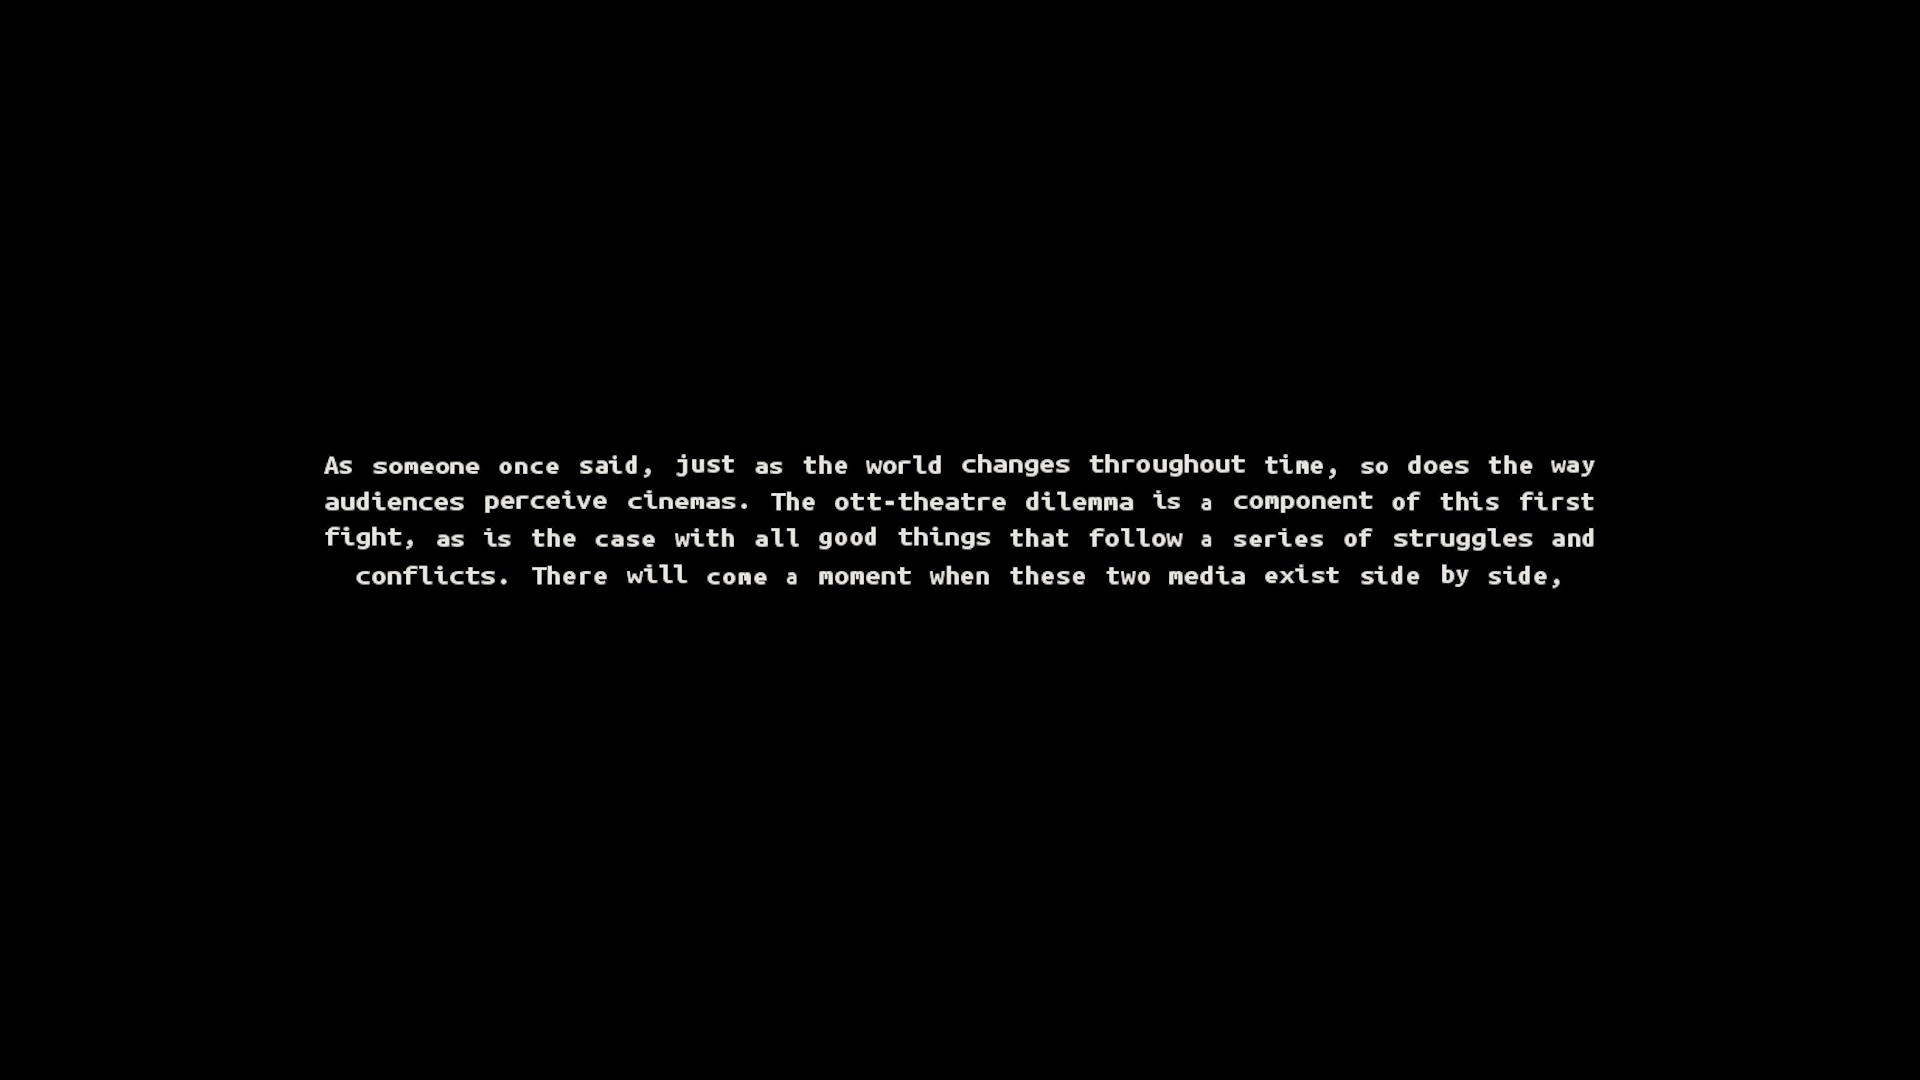 As someone once said, just as the world changes throughout time, so does the way
audiences perceive cinemas. The ott-theatre dilemma is a component of this first
fight, as is the case with all good things that follow a series of struggles and
conflicts. There will come a moment when these two media exist side by side,